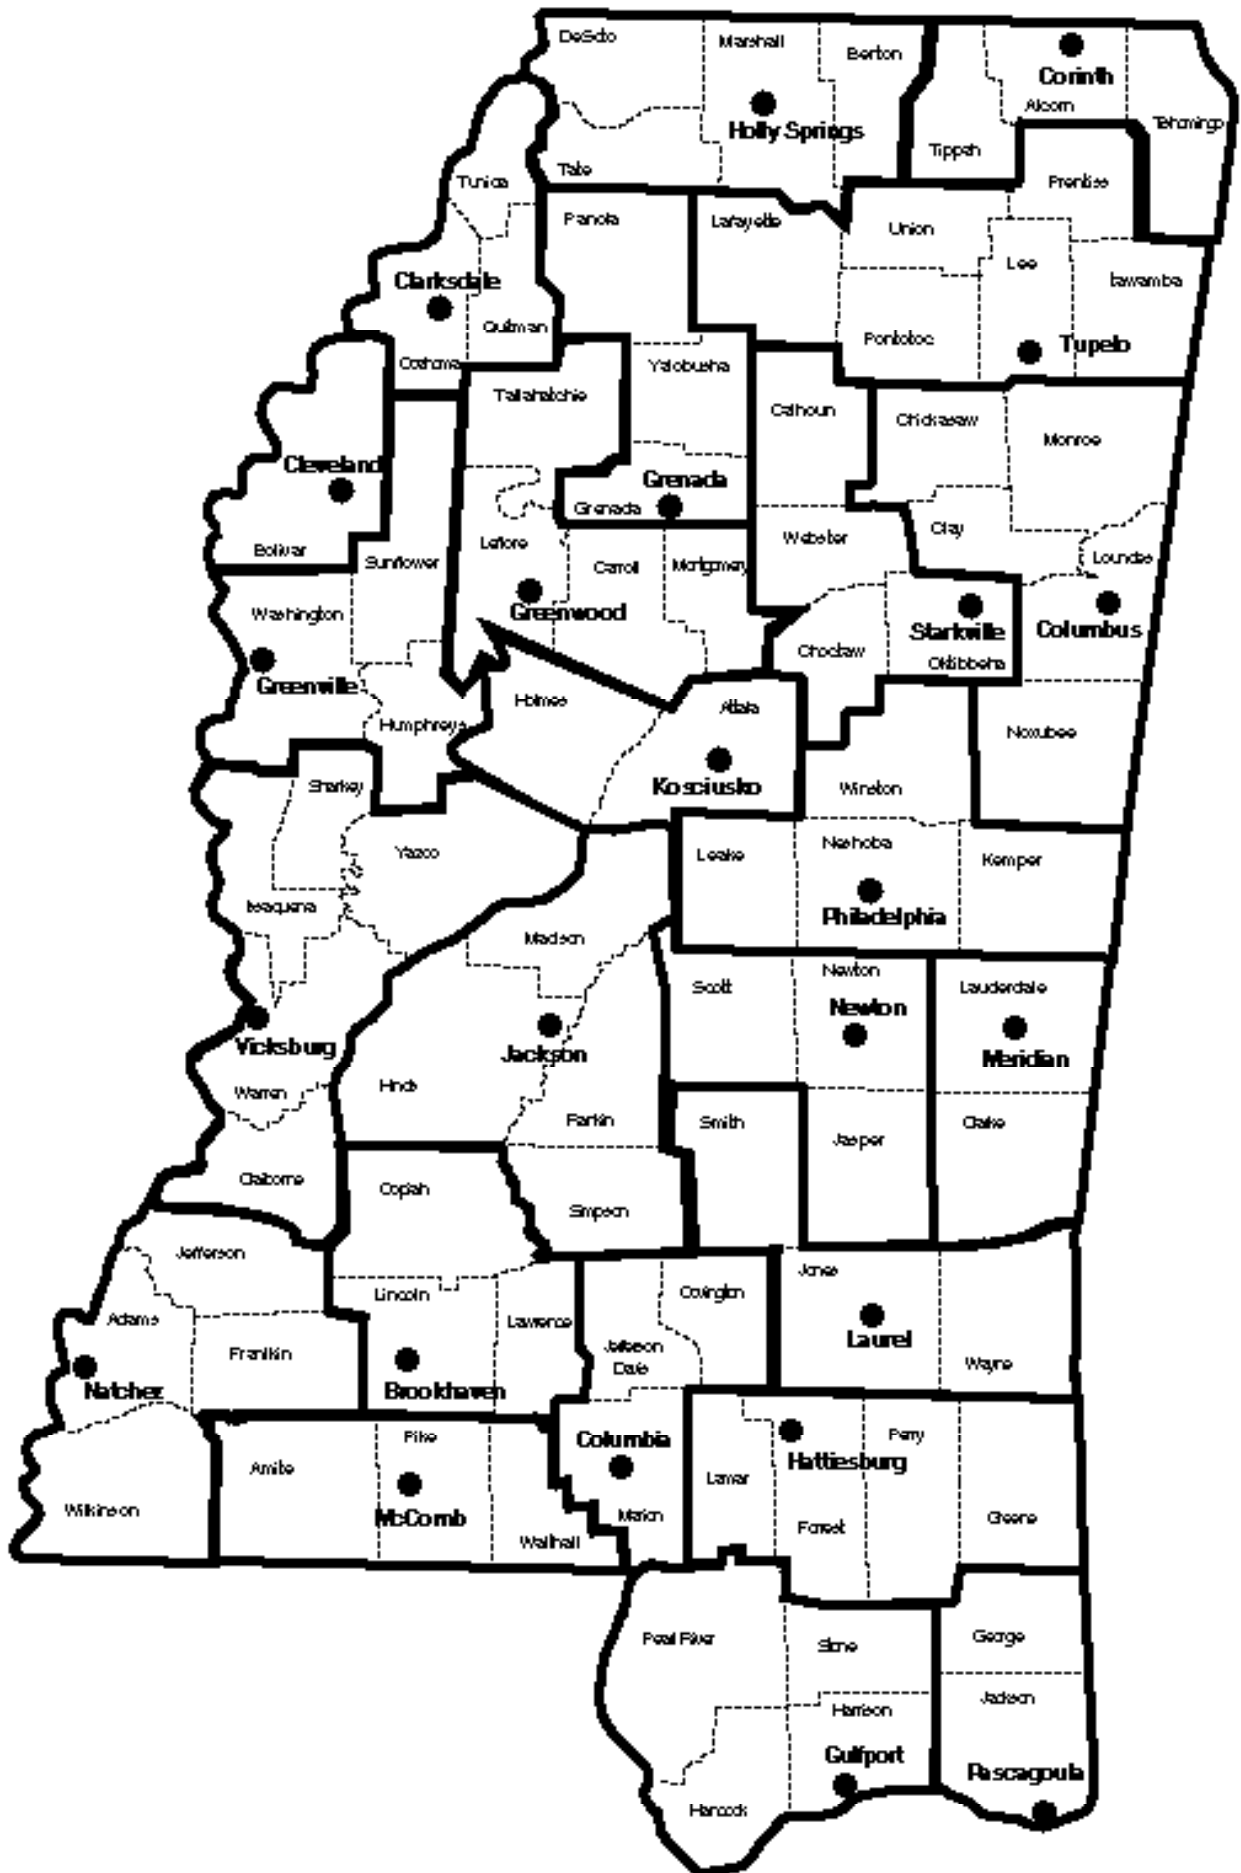 DeSoto
Marshall
Benton
Corinth
Alcorn
Tishomingo
Holly Springs
Tippah
Tate
Tunica
Prentiss
Panola
Lafayette
Union
Lee
Itawamba
Clarksdale
Quitman
Pontotoc
Tupelo
Coahoma
Yalobusha
Tallahatchie
Calhoun
Chickasaw
Monroe
Cleveland
Grenada
Grenada
Bolivar
Sunflower
Leflore
Webster
Clay
Lowndes
Carroll
Montgomery
Washington
Greenwood
Starkville
Columbus
Choctaw
Oktibbeha
Greenville
Humphreys
Holmes
Attala
Noxubee
Sharkey
Kosciusko
Winston
Yazoo
Leake
Neshoba
Kemper
Issaquena
Philadelphia
Madison
Scott
Newton
Lauderdale
Newton
Vicksburg
Jackson
Meridian
Warren
Hinds
Rankin
Smith
Jasper
Clarke
Claiborne
Copiah
Simpson
Jefferson
Jones
Lincoln
Covington
Adams
Lawrence
Franklin
Jefferson
Davis
Laurel
Wayne
Natchez
Brookhaven
Pike
Columbia
Perry
Amite
Lamar
Hattiesburg
Wilkinson
McComb
Marion
Forrest
Greene
Walthall
Pearl River
Stone
George
Harrison
Jackson
Gulfport
Pascagoula
Hancock